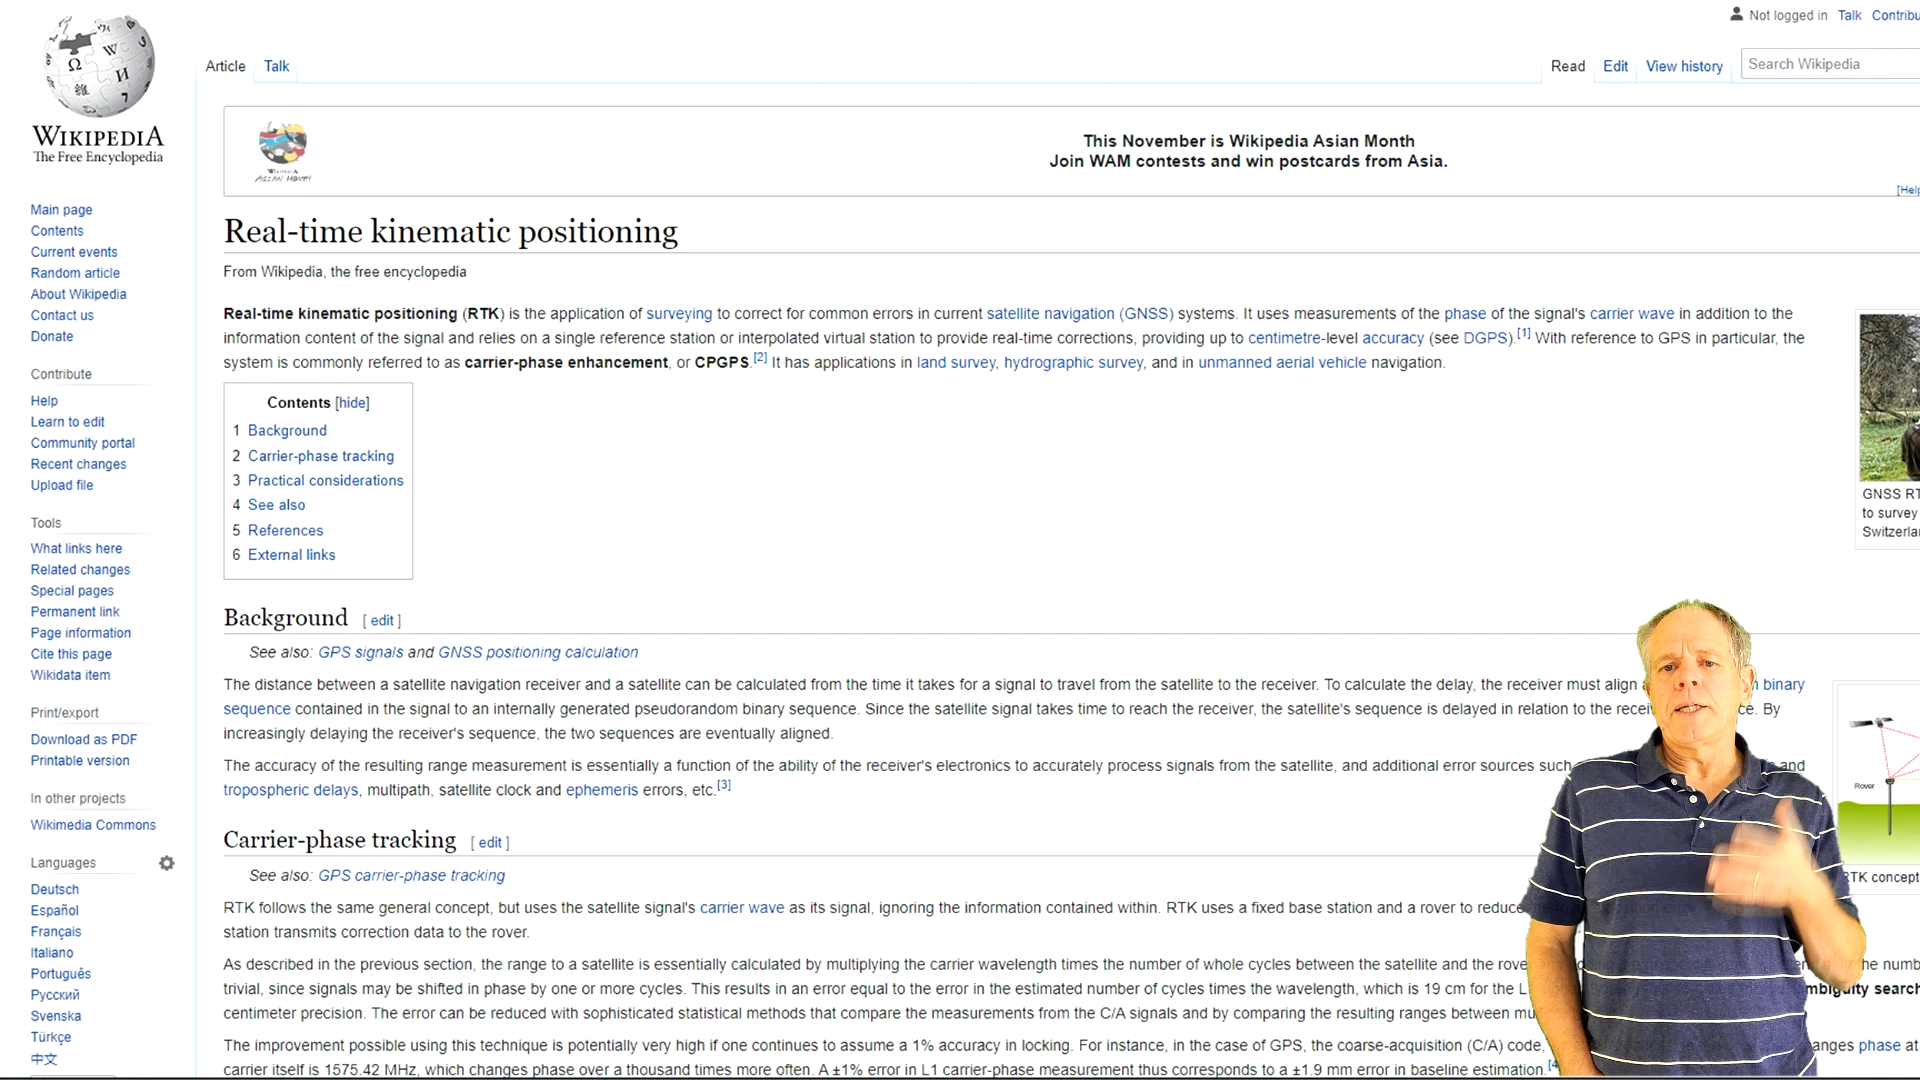 Not logged in Talk Contribu
Article Talk Read Edit View history Search Wikipedia
WIKIPEDIA
The Free Encyclopedia
This November is Wikipedia Asian Month
Join WAM contests and win postcards from Asia.
ASIAN MONTH
[Help
Main page
Contents
Current events
Random article
About Wikipedia
Contact us
Donate
Contribute
Help
Learn to edit
Community portal
Recent changes
Upload file
Tools
What links here
Related changes
Special pages
Permanent link
Page information
Cite this page
Wikidata item
Print/export
Download as PDF
Printable version
In other projects
Wikimedia Commons
Languages
Deutsch
Español
Français
Italiano
Português
Русский
Svenska
Türkçe
中文
Real-time kinematic positioning
From Wikipedia, the free encyclopedia
Real-time kinematic positioning (RTK) is the application of surveying to correct for common errors in current satellite navigation (GNSS) systems. It uses measurements of the phase of the signal's carrier wave in addition to the
information content of the signal and relies on a single reference station or interpolated virtual station to provide real-time corrections, providing up to centimetre-level accuracy (see DGPS).[1] With reference to GPS in particular, the
system is commonly referred to as carrier-phase enhancement, or CPGPS.[2] It has applications in land survey, hydrographic survey, and in unmanned aerial vehicle navigation.
Contents [hide]
1 Background
2 Carrier-phase tracking
3 Practical considerations
4 See also
5 References
6 External links
GNSS RT
to survey
Switzerlan
Background [ edit ]
See also: GPS signals and GNSS positioning calculation
The distance between a satellite navigation receiver and a satellite can be calculated from the time it takes for a signal to travel from the satellite to the receiver. To calculate the delay, the receiver must align binary
sequence contained in the signal to an internally generated pseudorandom binary sequence. Since the satellite signal takes time to reach the receiver, the satellite's sequence is delayed in relation to the recei ce. By
increasingly delaying the receiver's sequence, the two sequences are eventually aligned.
The accuracy of the resulting range measurement is essentially a function of the ability of the receiver's electronics to accurately process signals from the satellite, and additional error sources such and
tropospheric delays, multipath, satellite clock and ephemeris errors, etc.[3]
Rover
RTK concept
Carrier-phase tracking [ edit ]
See also: GPS carrier-phase tracking
RTK follows the same general concept, but uses the satellite signal's carrier wave as its signal, ignoring the information contained within. RTK uses a fixed base station and a rover to reduce
station transmits correction data to the rover.
As described in the previous section, the range to a satellite is essentially calculated by multiplying the carrier wavelength times the number of whole cycles between the satellite and the rove he numb
trivial, since signals may be shifted in phase by one or more cycles. This results in an error equal to the error in the estimated number of cycles times the wavelength, which is 19 cm for the L mbiguity search
centimeter precision. The error can be reduced with sophisticated statistical methods that compare the measurements from the C/A signals and by comparing the resulting ranges between mu
The improvement possible using this technique is potentially very high if one continues to assume a 1% accuracy in locking. For instance, in the case of GPS, the coarse-acquisition (C/A) code, anges phase at
carrier itself is 1575.42 MHz, which changes phase over a thousand times more often. A ±1% error in L1 carrier-phase measurement thus corresponds to a ±1.9 mm error in baseline estimation.[4